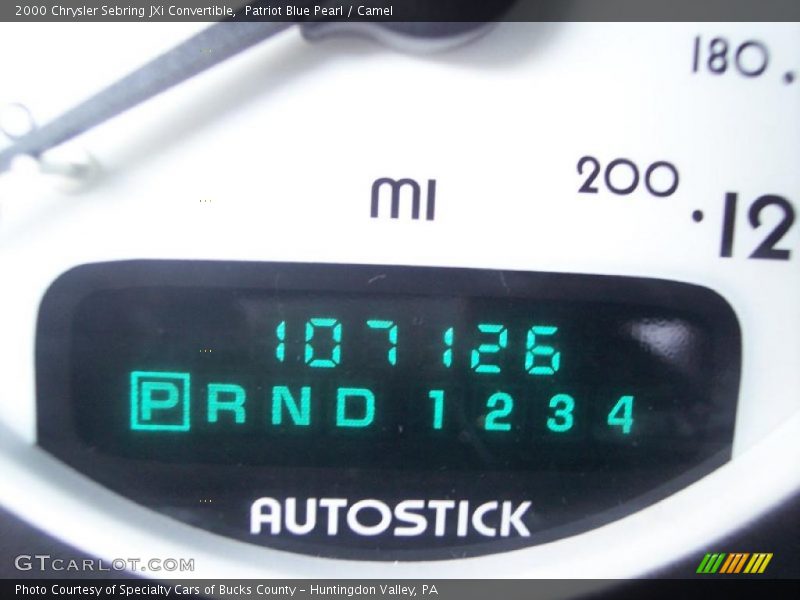 2000 Chrysler Sebring JXi Convertible, Patriot Blue Pearl / Camel
180
200
12
MI
107126
P R N D 1 2 3 4
AUTOSTICK
GTCARLOT.COM
Photo Courtesy of Specialty Cars of Bucks County - Huntingdon Valley, PA